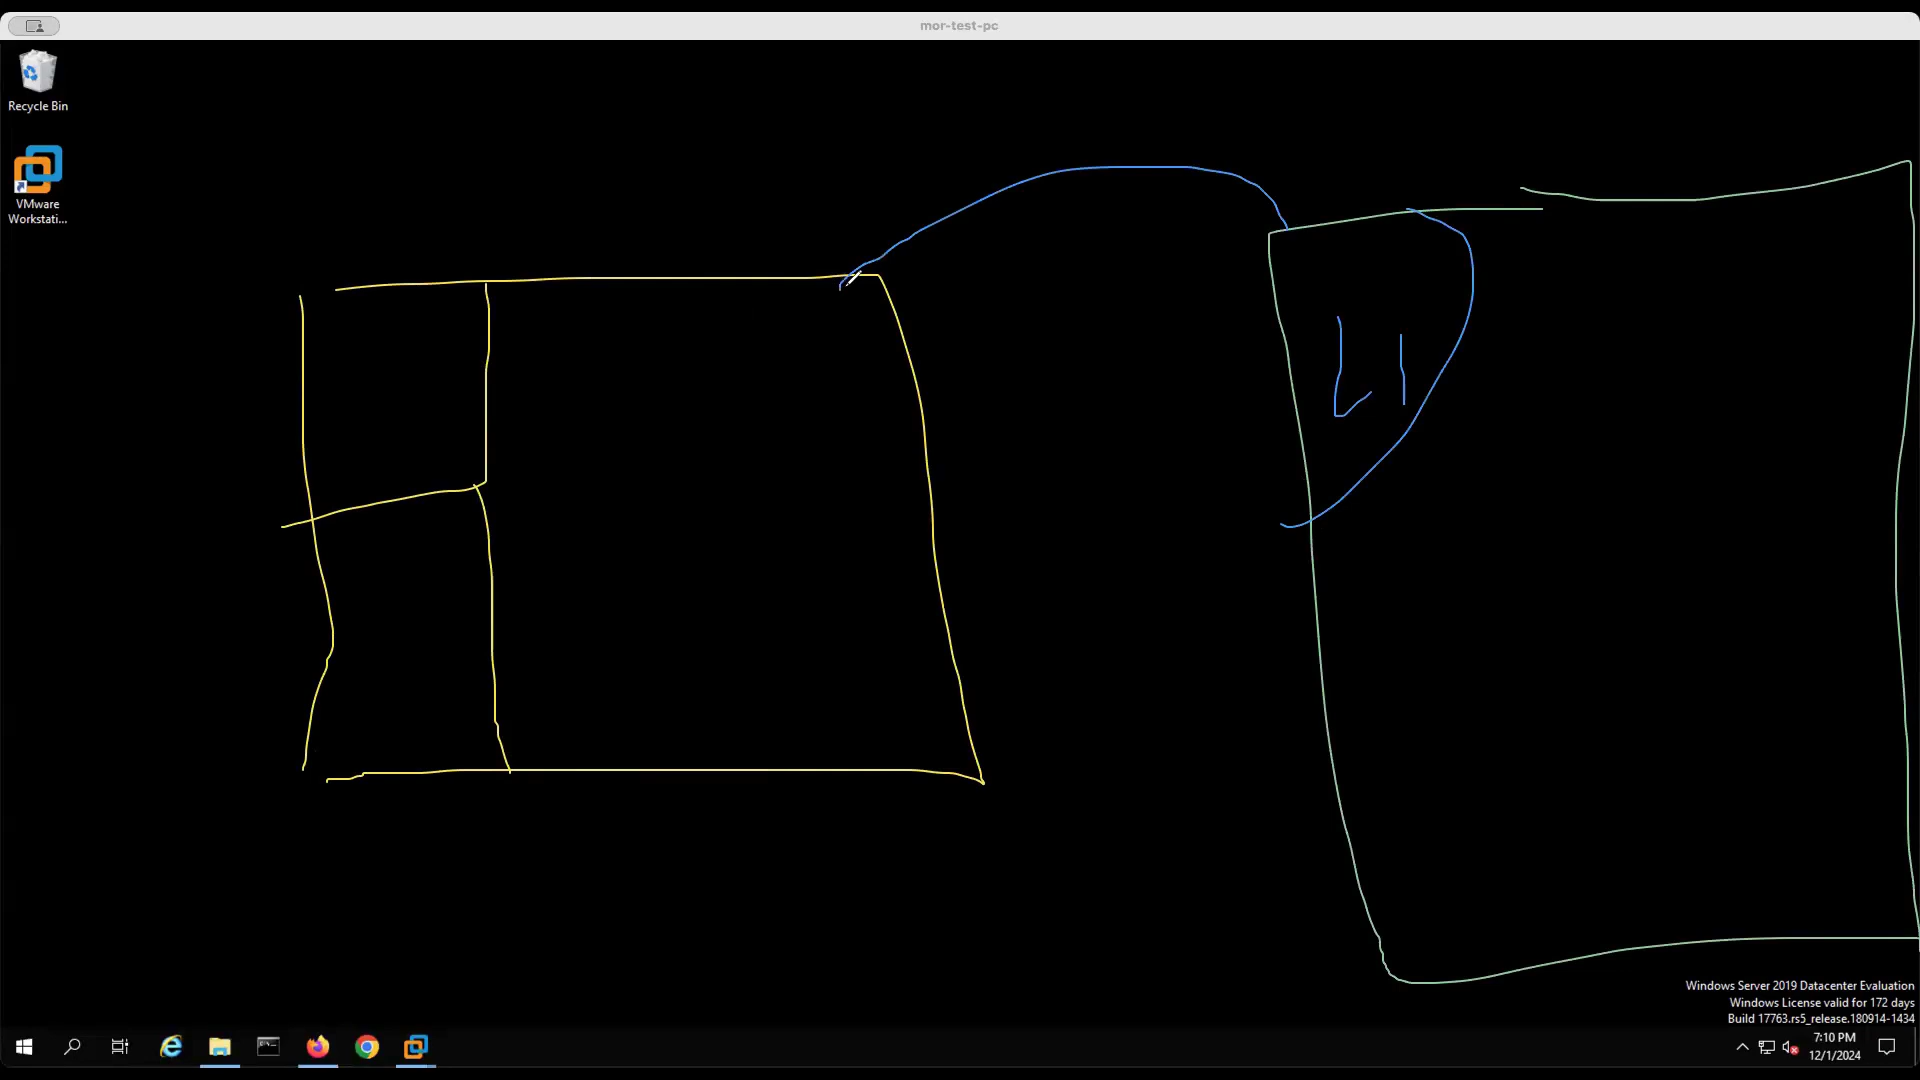 mor-test-pc
Recycle Bin
VMware
Workstati...
L1
Windows Server 2019 Datacenter Evaluation
Windows License valid for 172 days
Build 17763.rs5_release.180914-1434
7:10 PM
12/1/2024